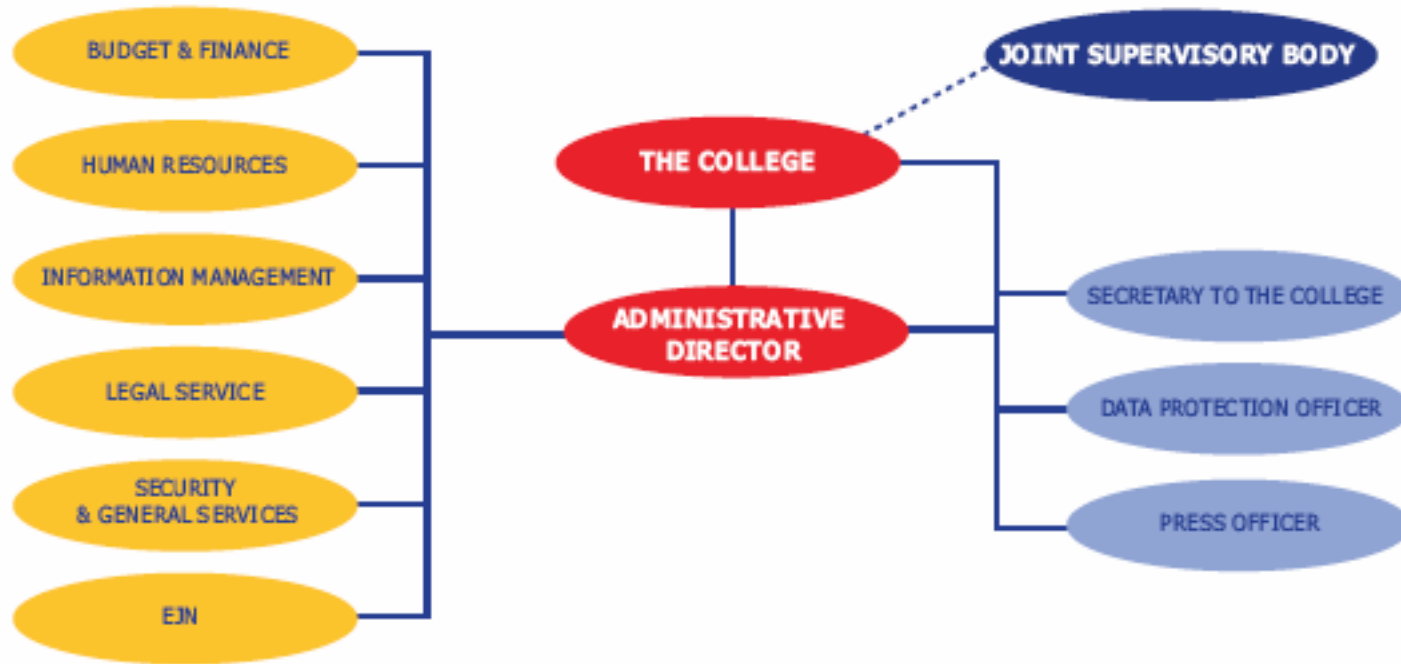 BUDGET & FINANCE
HUMAN RESOURCES
INFORMATION MANAGEMENT
LEGAL SERVICE
SECURITY
& GENERAL SERVICES
EJN
THE COLLEGE
ADMINISTRATIVE
DIRECTOR
JOINT SUPERVISORY BODY
SECRETARY TO THE COLLEGE
DATA PROTECTION OFFICER
PRESS OFFICER